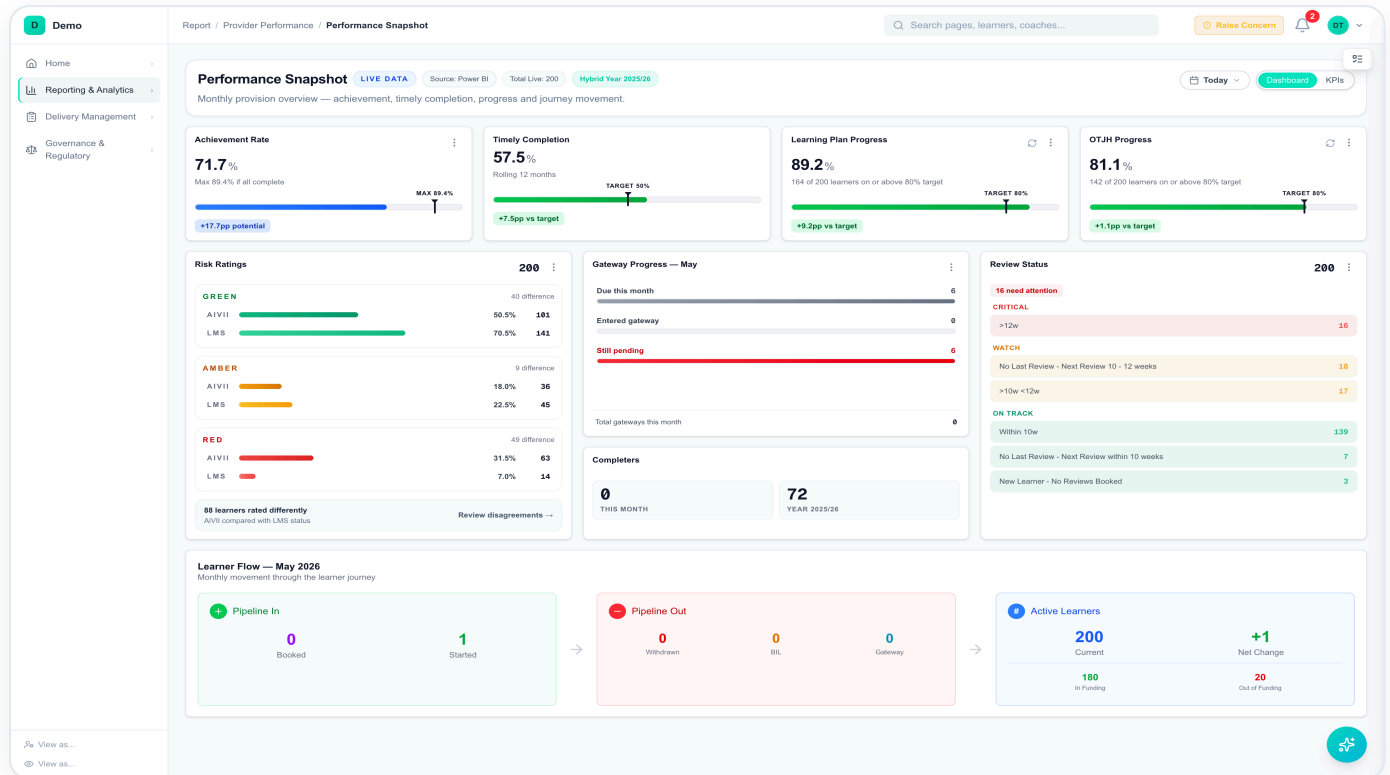 D Demo
Report / Provider Performance / Performance Snapshot
Search pages, learners, coaches...
Raise Concern
2
DT
Home
Reporting & Analytics
Delivery Management
Governance &
Regulatory
View as...
View as...
Performance Snapshot LIVE DATA Source: Power BI Total Live: 200 Hybrid Year 2025/26
Monthly provision overview — achievement, timely completion, progress and journey movement.
Today
Dashboard KPIs
Achievement Rate
71.7%
Max 89.4% if all complete
MAX 89.4%
+17.7pp potential
Timely Completion
57.5%
Rolling 12 months
TARGET 50%
+7.5pp vs target
Learning Plan Progress
89.2%
164 of 200 learners on or above 80% target
TARGET 80%
+9.2pp vs target
OTJH Progress
81.1%
142 of 200 learners on or above 80% target
TARGET 80%
+1.1pp vs target
Risk Ratings 200
GREEN 40 difference
AIVII 50.5% 101
LMS 70.5% 141
AMBER 9 difference
AIVII 18.0% 36
LMS 22.5% 45
RED 49 difference
AIVII 31.5% 63
LMS 7.0% 14
88 learners rated differently
AiVII compared with LMS status
Review disagreements →
Gateway Progress — May
Due this month 6
Entered gateway 0
Still pending 6
Total gateways this month 0
Completers
0
THIS MONTH
72
YEAR 2025/26
Review Status 200
16 need attention
CRITICAL
>12w 16
WATCH
No Last Review - Next Review 10 - 12 weeks 18
>10w <12w 17
ON TRACK
Within 10w 139
No Last Review - Next Review within 10 weeks 7
New Learner - No Reviews Booked 3
Learner Flow — May 2026
Monthly movement through the learner journey
Pipeline In
0
Booked
1
Started
Pipeline Out
0
Withdrawn
0
BIL
0
Gateway
# Active Learners
200
Current
+1
Net Change
180
In Funding
20
Out of Funding